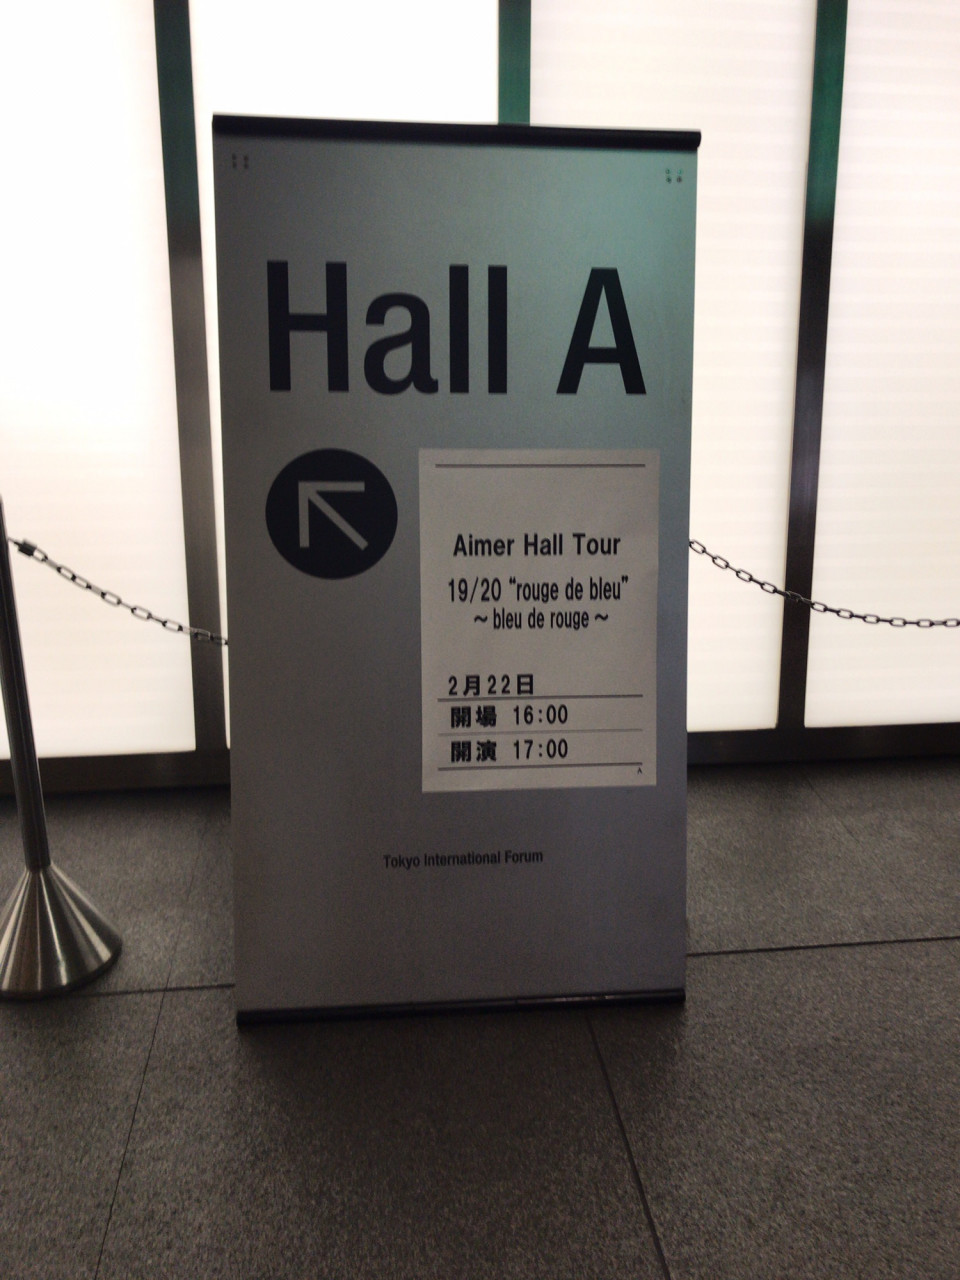 Hall A
Aimer Hall Tour
19/20 “rouge de bleu”
～bleu de rouge～
2月22日
開場 16:00
開演 17:00
A
Tokyo International Forum